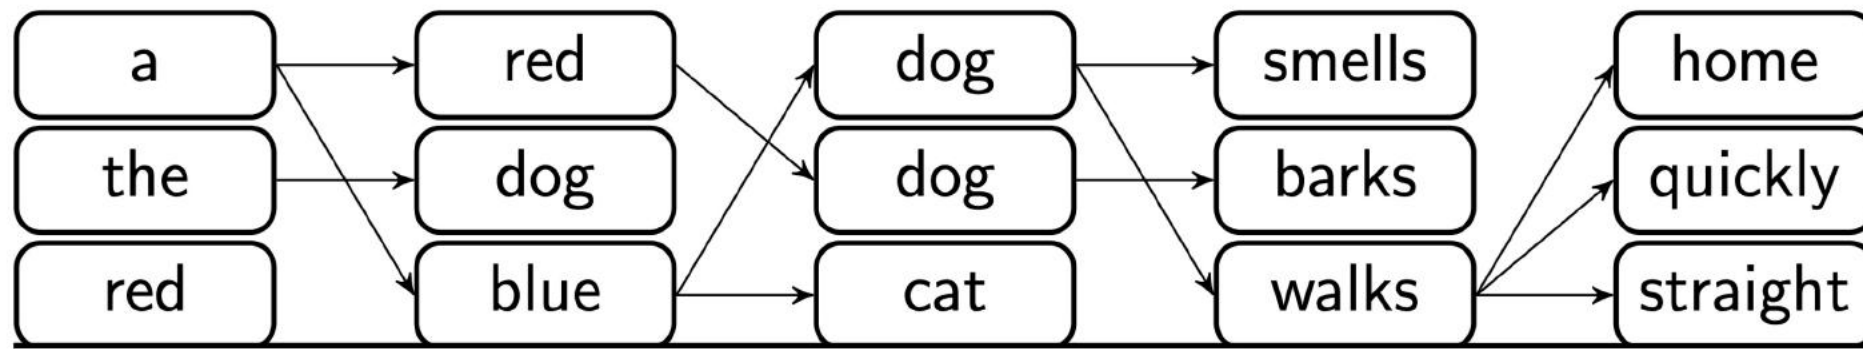 a red dog smells home
the dog dog barks quickly
red blue cat walks straight